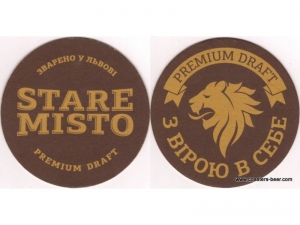 ЗВАРЕНО У ЛЬВОВІ
STARE
MISTO
PREMIUM DRAFT
PREMIUM DRAFT
З ВІРОЮ В СЕБЕ
www.coasters-beer.com